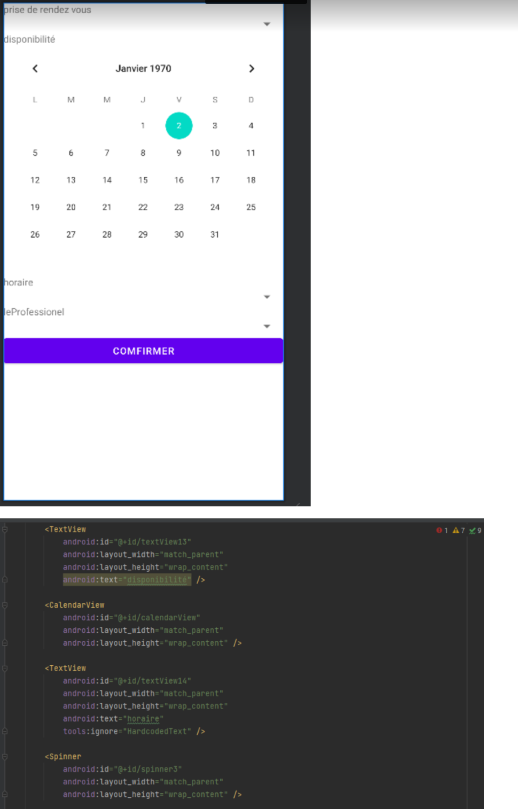 prise de rendez vous
disponibilité
Janvier 1970
L M M J V S D
1 2 3 4
5 6 7 8 9 10 11
12 13 14 15 16 17 18
19 20 21 22 23 24 25
26 27 28 29 30 31
horaire
leProfessionel
COMFIRMER
<TextView
1 7 9
android:id="@+id/textView13"
android:layout_width="match_parent"
android:layout_height="wrap_content"
android:text="disponibilité" />
<CalendarView
android:id="@+id/calendarView"
android:layout_width="match_parent"
android:layout_height="wrap_content" />
<TextView
android:id="@+id/textView14"
android:layout_width="match_parent"
android:layout_height="wrap_content"
android:text="horaire"
tools:ignore="HardcodedText" />
<Spinner
android:id="@+id/spinner3"
android:layout_width="match_parent"
android:layout_height="wrap_content" />